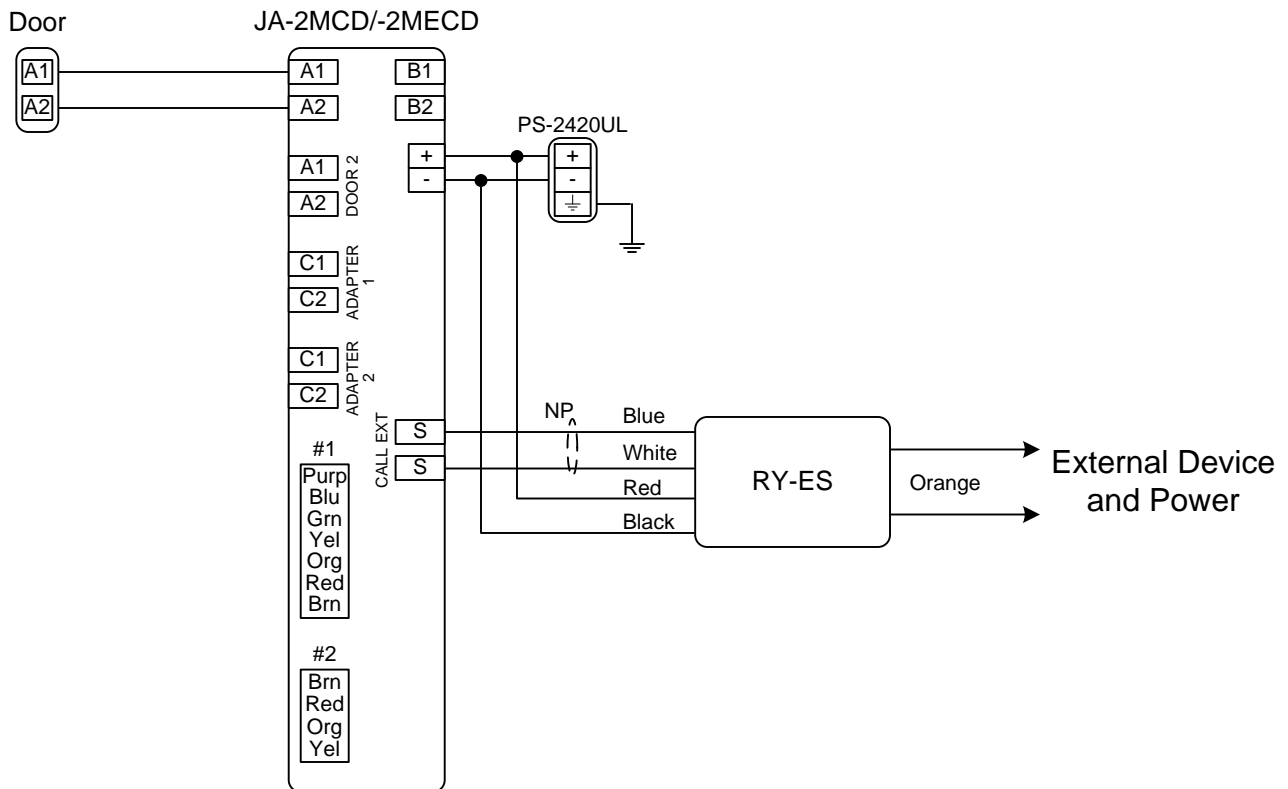 Door
JA-2MCD/-2MECD
A1
A2
A1
A2
B1
B2
PS-2420UL
+
-
+
-
A1
A2
DOOR 2
C1
C2
ADAPTER
1
C1
C2
ADAPTER
2
CALL EXT
S
S
NP
Blue
White
Red
Black
RY-ES
Orange
External Device
and Power
#1
Purp
Blu
Grn
Yel
Org
Red
Brn
#2
Brn
Red
Org
Yel